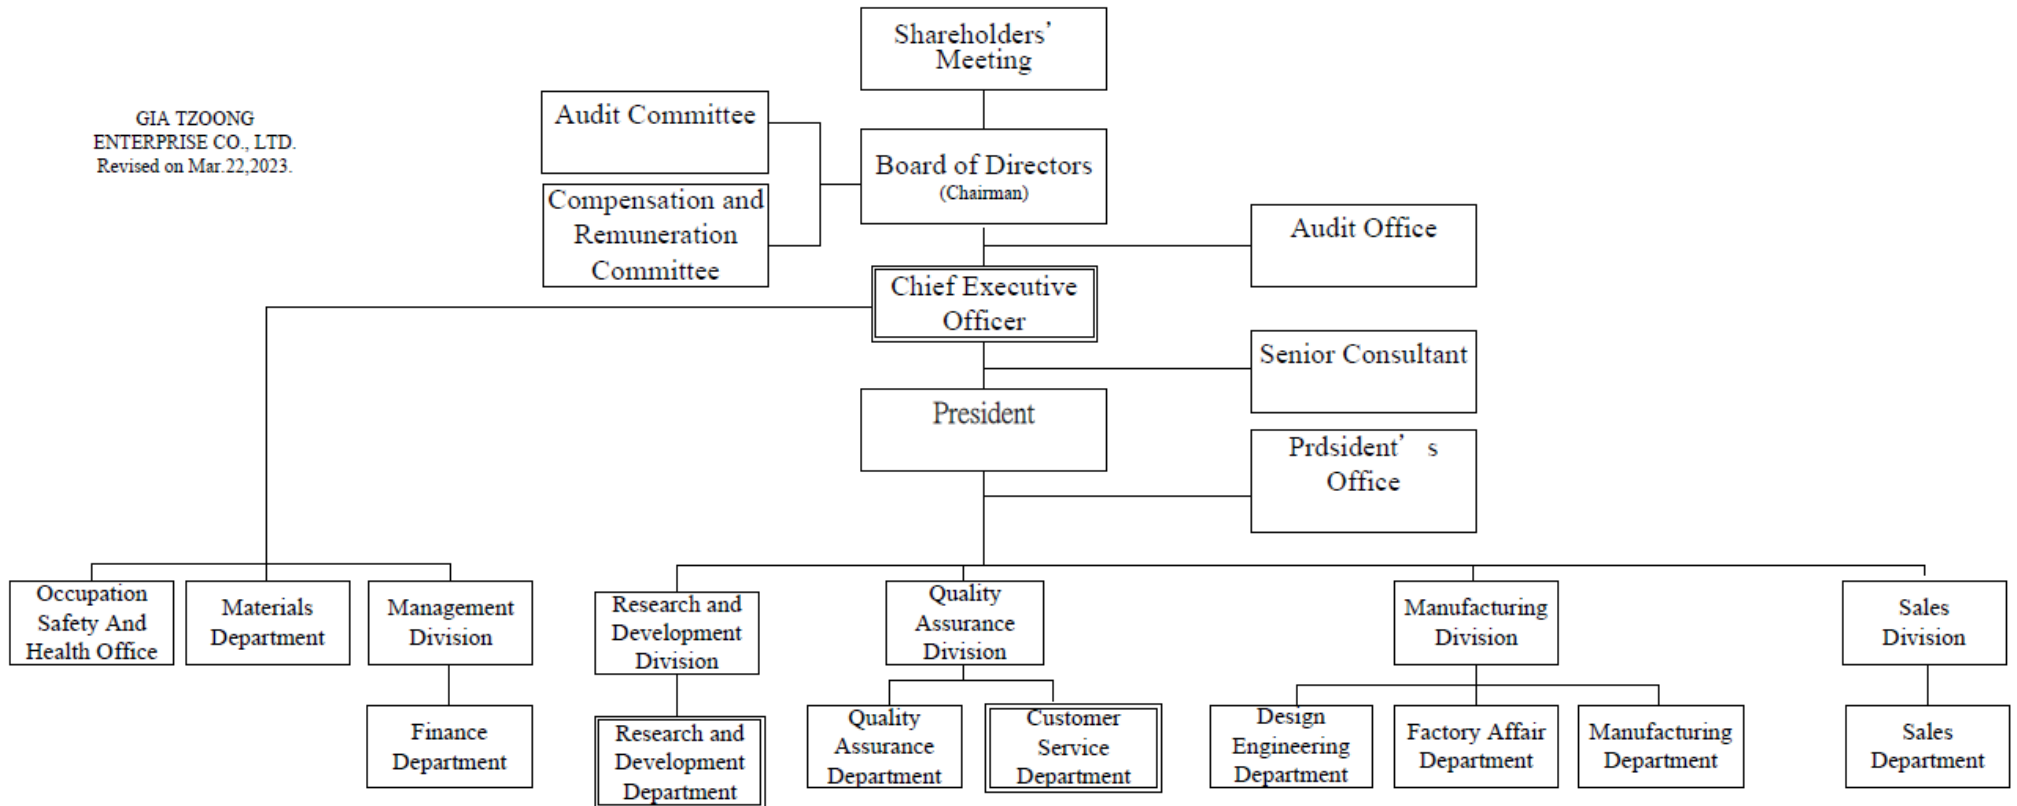 Shareholders’
Meeting
GIA TZOONG
ENTERPRISE CO., LTD.
Revised on Mar.22,2023.
Audit Committee
Board of Directors
(Chairman)
Compensation and
Remuneration
Committee
Audit Office
Chief Executive
Officer
Senior Consultant
President
Prdsident’ s
Office
Occupation
Safety And
Health Office
Materials
Department
Management
Division
Research and
Development
Division
Quality
Assurance
Division
Manufacturing
Division
Sales
Division
Finance
Department
Research and
Development
Department
Quality
Assurance
Department
Customer
Service
Department
Design
Engineering
Department
Factory Affair
Department
Manufacturing
Department
Sales
Department